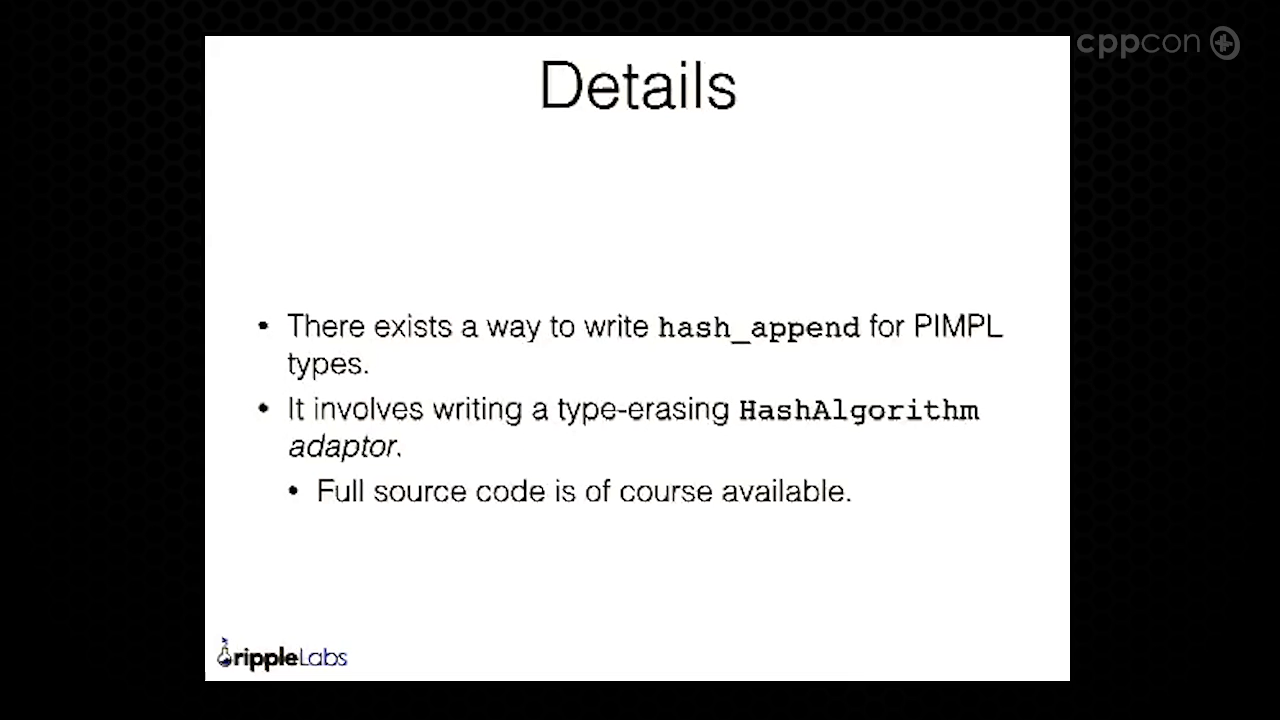 cppcon
Details
• There exists a way to write hash_append for PIMPL
types.
• It involves writing a type-erasing HashAlgorithm
adaptor.
• Full source code is of course available.
rippleLabs